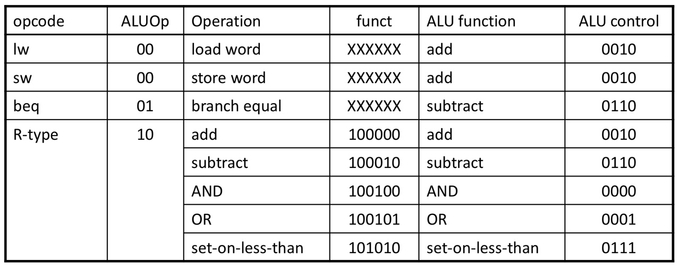 opcode ALUOp Operation funct ALU function ALU control
lw 00 load word XXXXXX add 0010
sw 00 store word XXXXXX add 0010
beq 01 branch equal XXXXXX subtract 0110
R-type 10 add 100000 add 0010
subtract 100010 subtract 0110
AND 100100 AND 0000
OR 100101 OR 0001
set-on-less-than 101010 set-on-less-than 0111